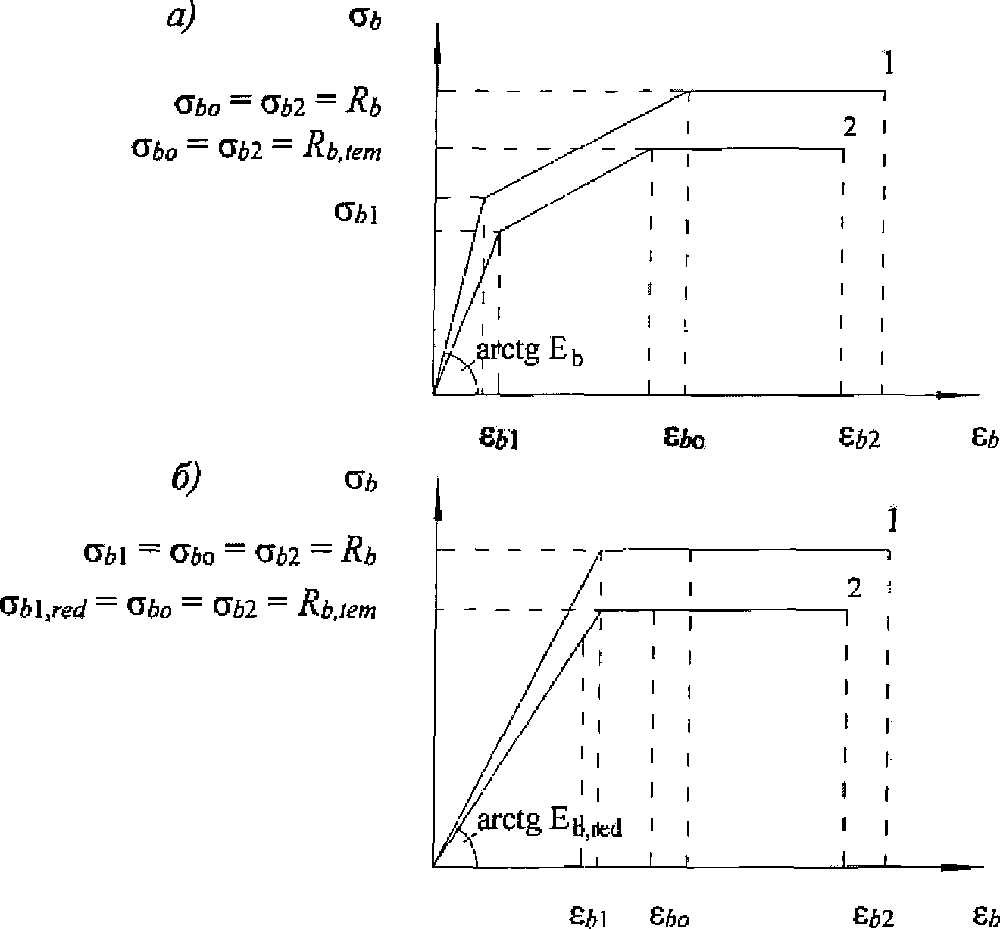 а) σb
1
σbo = σb2 = Rb
2
σbo = σb2 = Rb,tem
σb1
arctg Eb
εb1 εbo εb2 εb
б) σb
1
σb1 = σbo = σb2 = Rb
2
σb1,red = σbo = σb2 = Rb,tem
arctg Eb,red
εb1 εbo εb2 εb